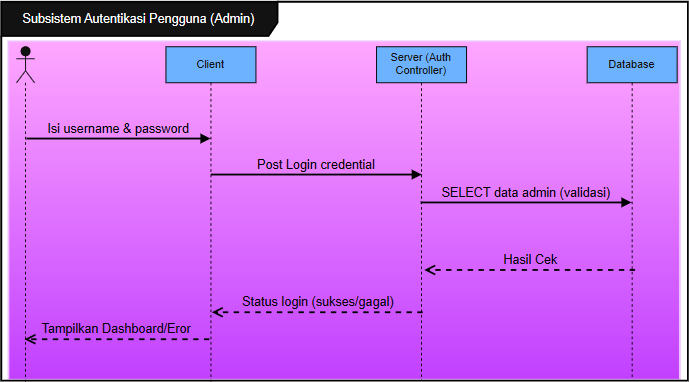 Subsistem Autentikasi Pengguna (Admin)
Client
Server (Auth
Controller)
Database
Isi username & password
Post Login credential
SELECT data admin (validasi)
Hasil Cek
Status login (sukses/gagal)
Tampilkan Dashboard/Eror